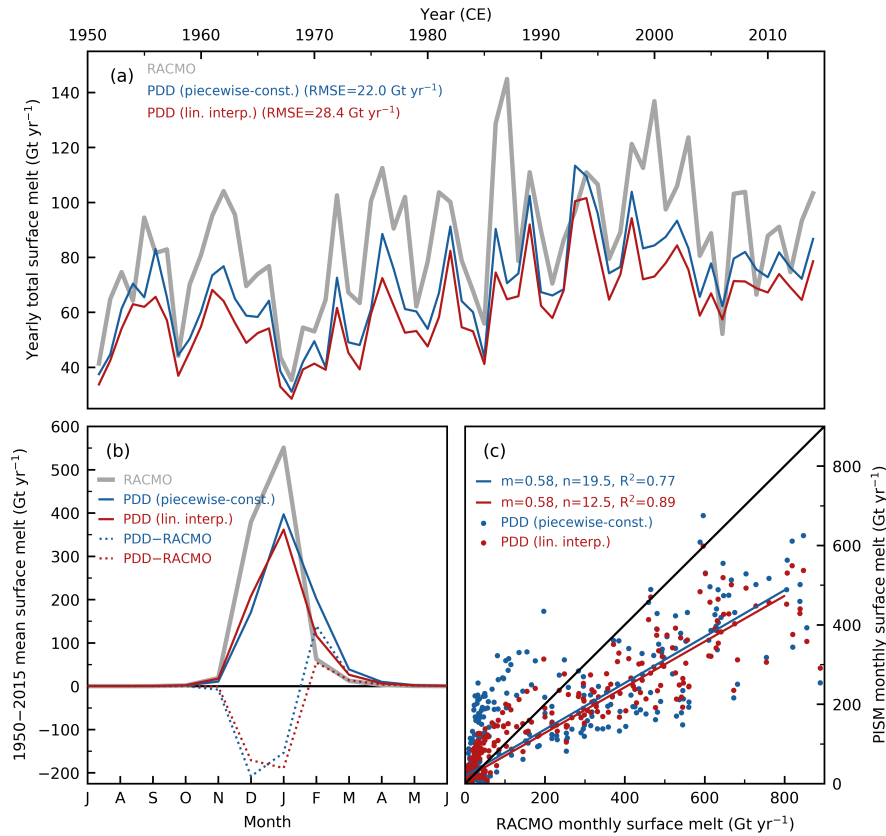 Year (CE)
1950 1960 1970 1980 1990 2000 2010
(a)
RACMO
PDD (piecewise-const.) (RMSE=22.0 Gt yr⁻¹)
PDD (lin. interp.) (RMSE=28.4 Gt yr⁻¹)
Yearly total surface melt (Gt yr⁻¹)
140
120
100
80
60
40
(b)
RACMO
PDD (piecewise-const.)
PDD (lin. interp.)
PDD−RACMO
PDD−RACMO
1950−2015 mean surface melt (Gt yr⁻¹)
600
500
400
300
200
100
0
−100
−200
J A S O N D J F M A M J
Month
(c)
m=0.58, n=19.5, R²=0.77
m=0.58, n=12.5, R²=0.89
PDD (piecewise-const.)
PDD (lin. interp.)
800
600
400
200
0
PISM monthly surface melt (Gt yr⁻¹)
0 200 400 600 800
RACMO monthly surface melt (Gt yr⁻¹)